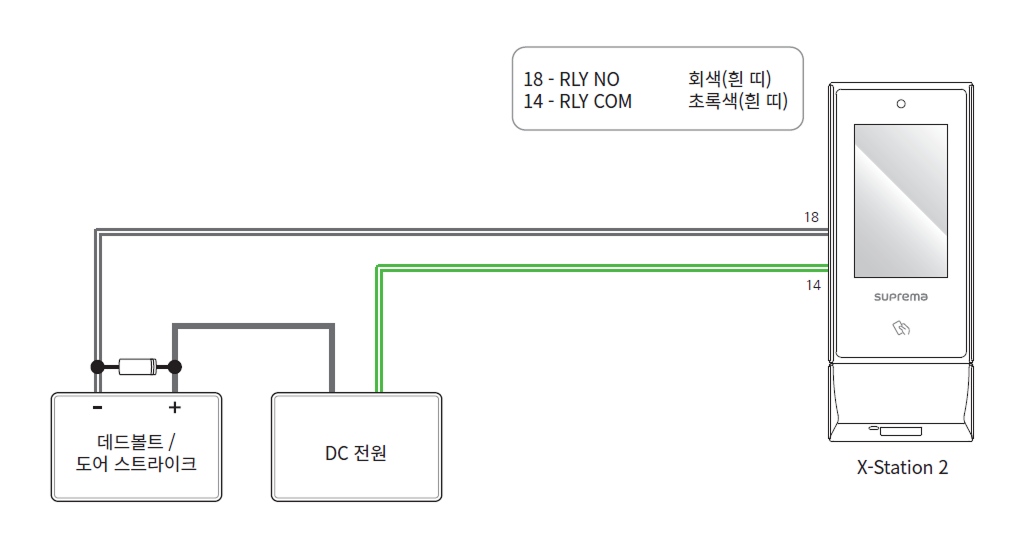 18 - RLY NO 회색(흰 띠)
14 - RLY COM 초록색(흰 띠)
18
14
suprema
- +
데드볼트 /
도어 스트라이크
DC 전원
X-Station 2